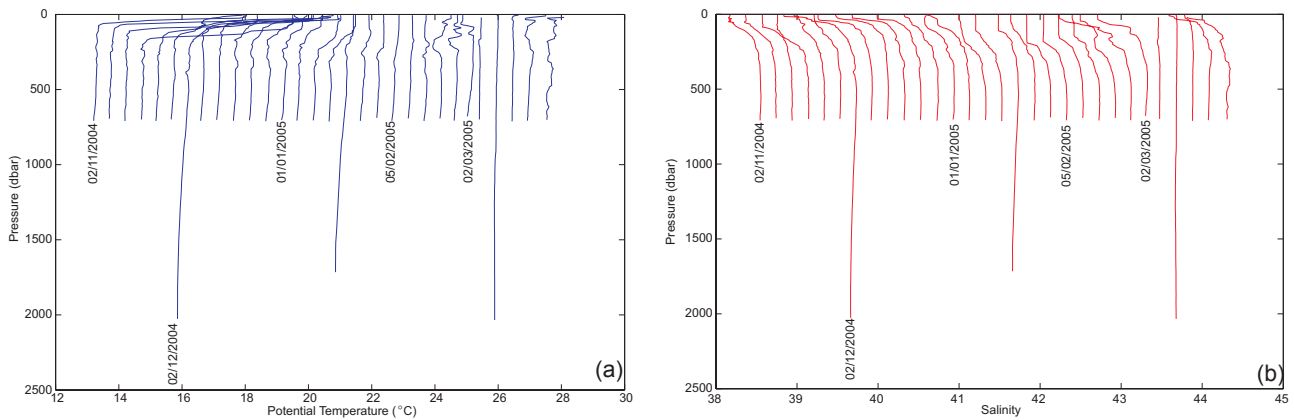 0
500
1000
1500
2000
2500
Pressure (dbar)
12 14 16 18 20 22 24 26 28 30
Potential Temperature (°C)
02/11/2004
02/12/2004
01/01/2005
05/02/2005
02/03/2005
(a)
0
500
1000
1500
2000
2500
Pressure (dbar)
38 39 40 41 42 43 44 45
Salinity
02/11/2004
02/12/2004
01/01/2005
05/02/2005
02/03/2005
(b)